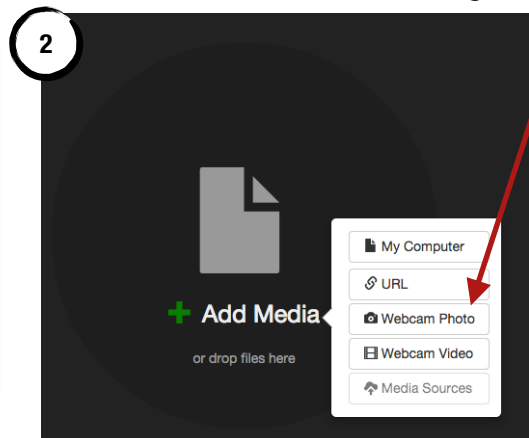 2
My Computer
URL
Webcam Photo
Webcam Video
Media Sources
Add Media
or drop files here